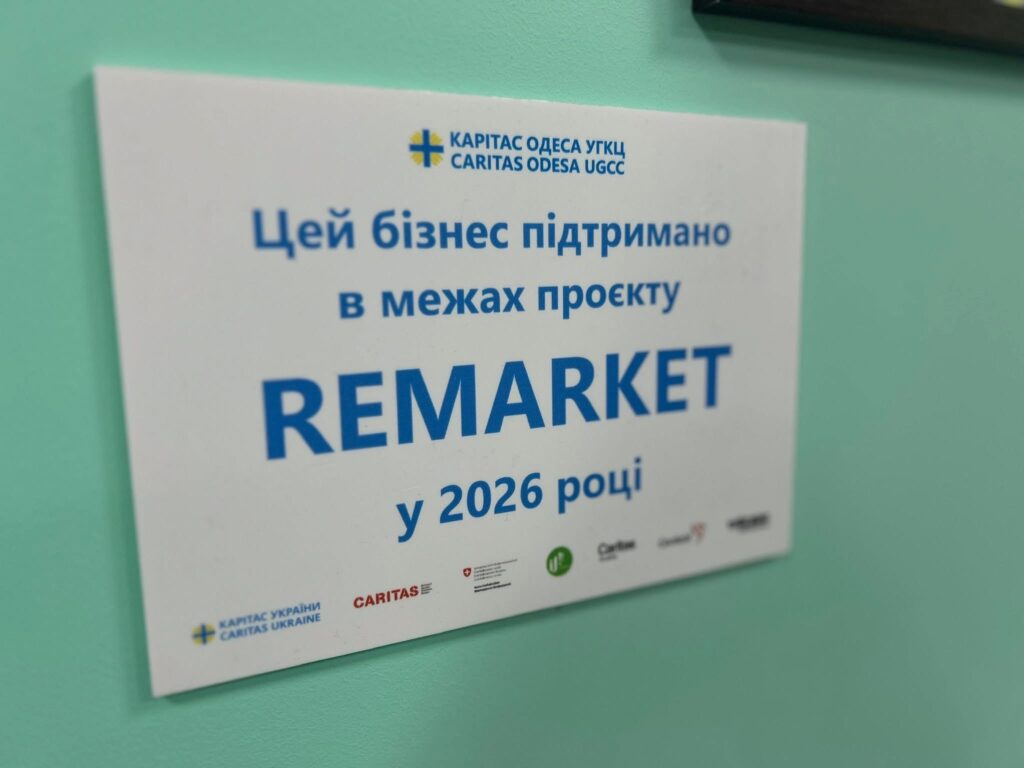 КАРІТАС ОДЕСА УГКЦ
CARITAS ODESA UGCC
Цей бізнес підтримано
в межах проєкту
REMARKET
у 2026 році
КАРІТАС УКРАЇНИ
CARITAS UKRAINE
CARITAS
Caritas